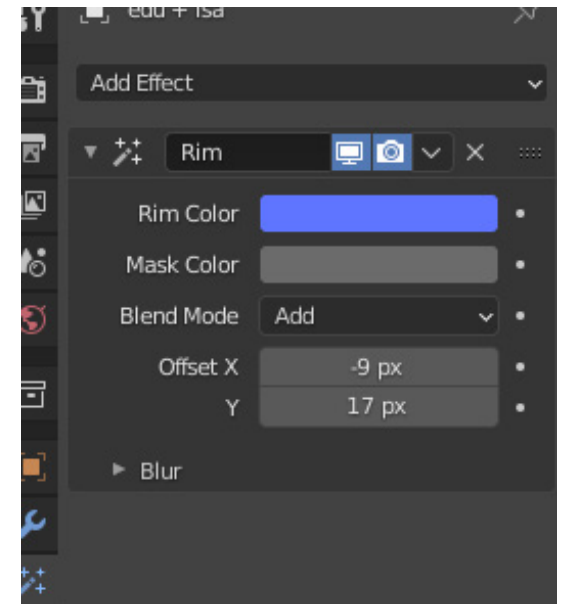 edu + isa
Add Effect
Rim
Rim Color
Mask Color
Blend Mode Add
Offset X -9 px
Y 17 px
Blur